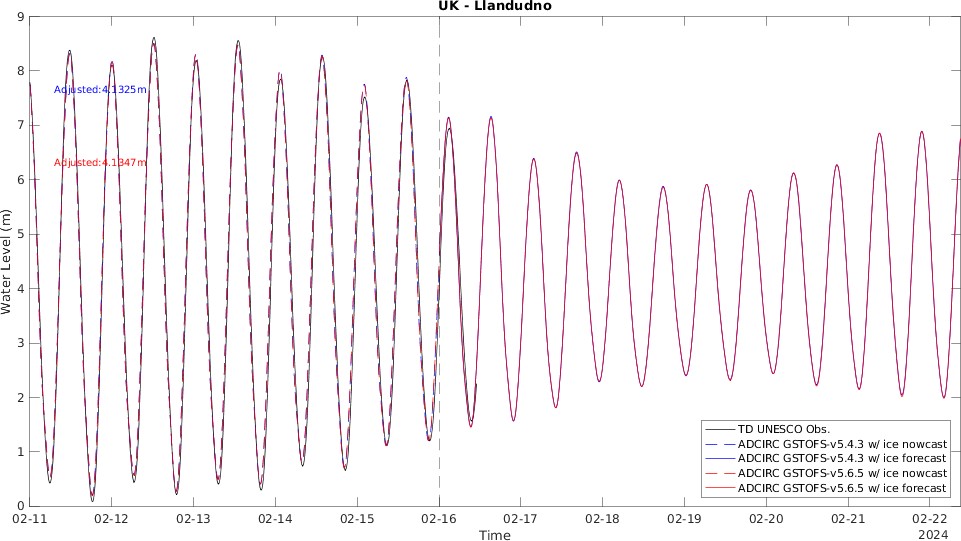 UK - Llandudno
Water Level (m)
9
8
7
6
5
4
3
2
1
0
Adjusted:4.1325m
Adjusted:4.1347m
TD UNESCO Obs.
ADCIRC GSTOFS-v5.4.3 w/ ice nowcast
ADCIRC GSTOFS-v5.4.3 w/ ice forecast
ADCIRC GSTOFS-v5.6.5 w/ ice nowcast
ADCIRC GSTOFS-v5.6.5 w/ ice forecast
02-11 02-12 02-13 02-14 02-15 02-16 02-17 02-18 02-19 02-20 02-21 02-22
Time
2024